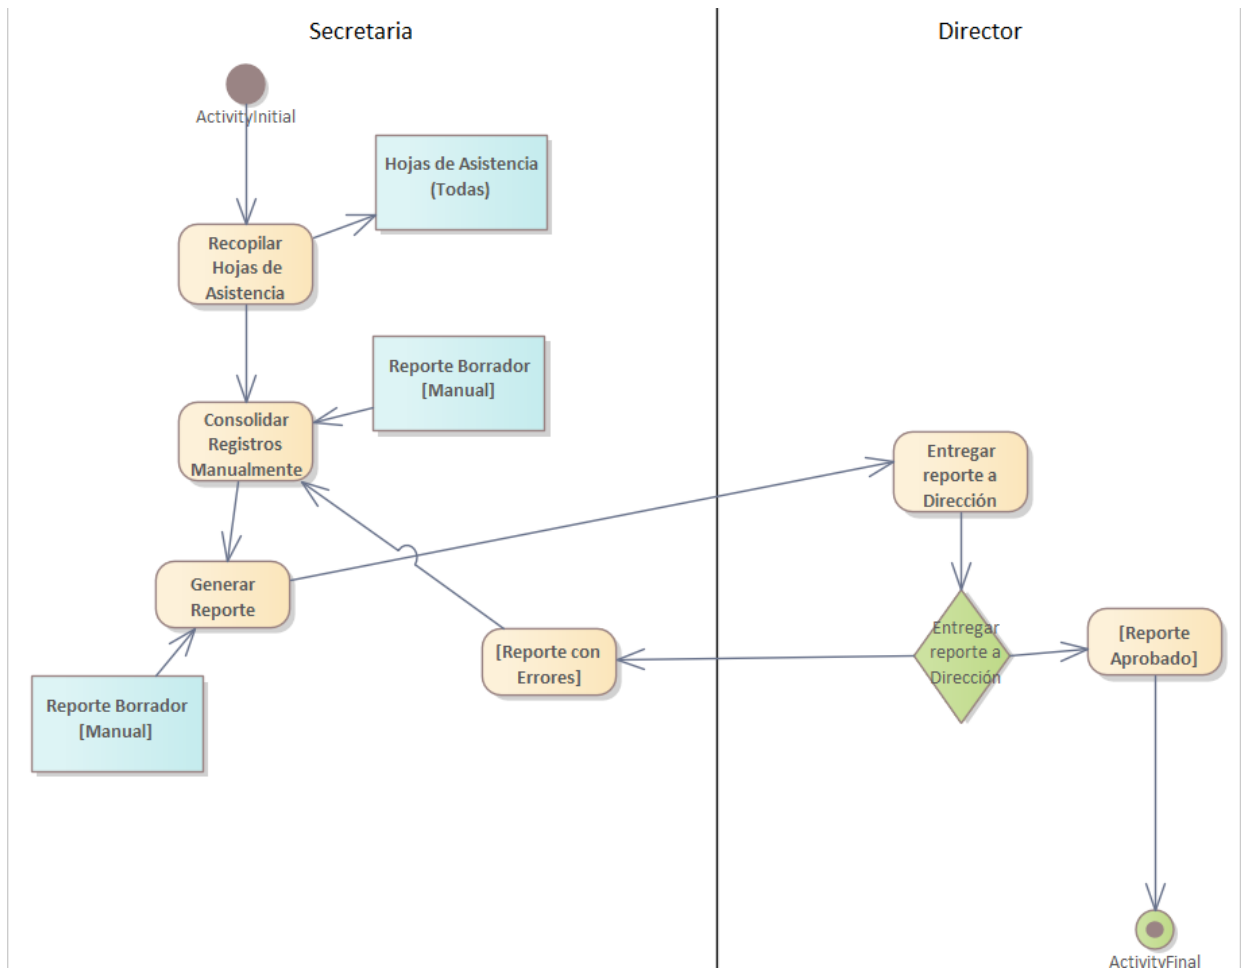 Secretaria
Director
ActivityInitial
Hojas de Asistencia
(Todas)
Recopilar
Hojas de
Asistencia
Reporte Borrador
[Manual]
Consolidar
Registros
Manualmente
Entregar
reporte a
Dirección
Generar
Reporte
[Reporte con
Errores]
Entregar
reporte a
Dirección
[Reporte
Aprobado]
Reporte Borrador
[Manual]
ActivityFinal